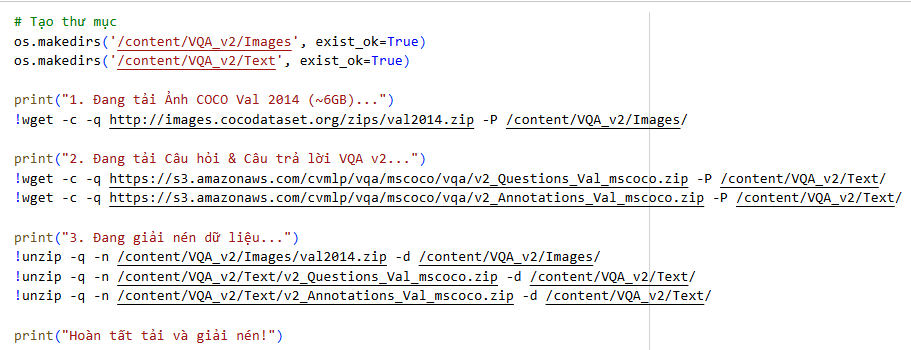 # Tạo thư mục
os.makedirs('/content/VQA_v2/Images', exist_ok=True)
os.makedirs('/content/VQA_v2/Text', exist_ok=True)
print("1. Đang tải Ảnh COCO Val 2014 (~6GB)...")
!wget -c -q http://images.cocodataset.org/zips/val2014.zip -P /content/VQA_v2/Images/
print("2. Đang tải Câu hỏi & Câu trả lời VQA v2...")
!wget -c -q https://s3.amazonaws.com/cvmlp/vqa/mscoco/vqa/v2_Questions_Val_mscoco.zip -P /content/VQA_v2/Text/
!wget -c -q https://s3.amazonaws.com/cvmlp/vqa/mscoco/vqa/v2_Annotations_Val_mscoco.zip -P /content/VQA_v2/Text/
print("3. Đang giải nén dữ liệu...")
!unzip -q -n /content/VQA_v2/Images/val2014.zip -d /content/VQA_v2/Images/
!unzip -q -n /content/VQA_v2/Text/v2_Questions_Val_mscoco.zip -d /content/VQA_v2/Text/
!unzip -q -n /content/VQA_v2/Text/v2_Annotations_Val_mscoco.zip -d /content/VQA_v2/Text/
print("Hoàn tất tải và giải nén!")